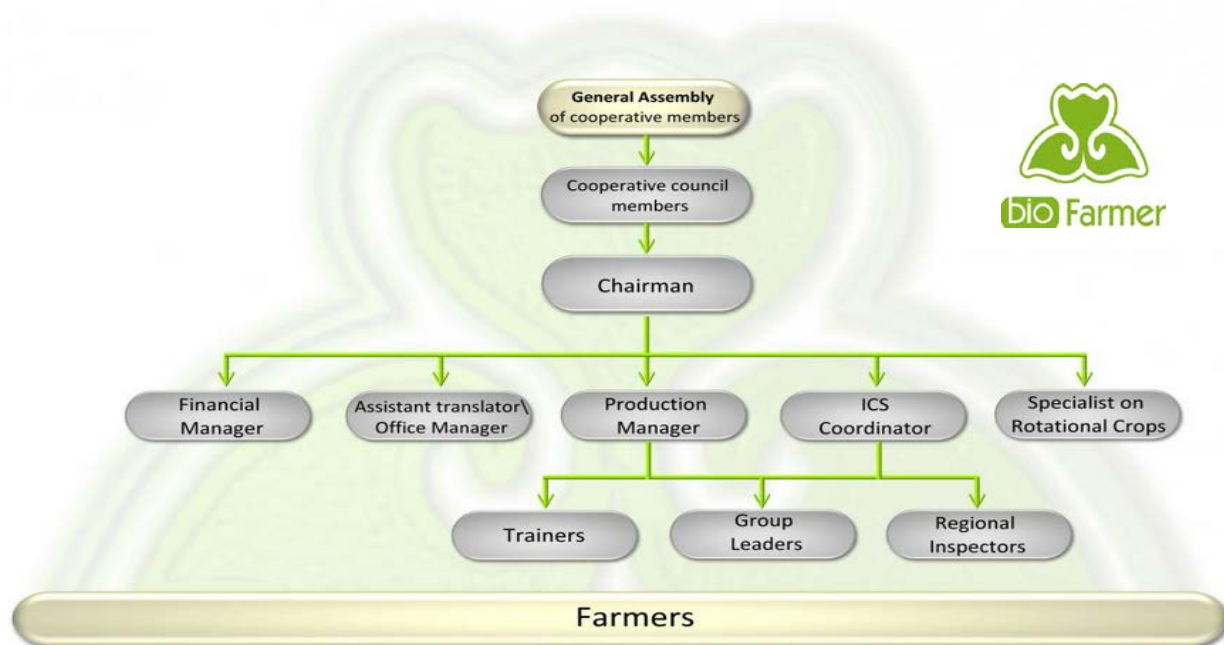 General Assembly
of cooperative members
bio Farmer
Cooperative council
members
Chairman
Financial
Manager
Assistant translator\
Office Manager
Production
Manager
ICS
Coordinator
Specialist on
Rotational Crops
Trainers
Group
Leaders
Regional
Inspectors
Farmers